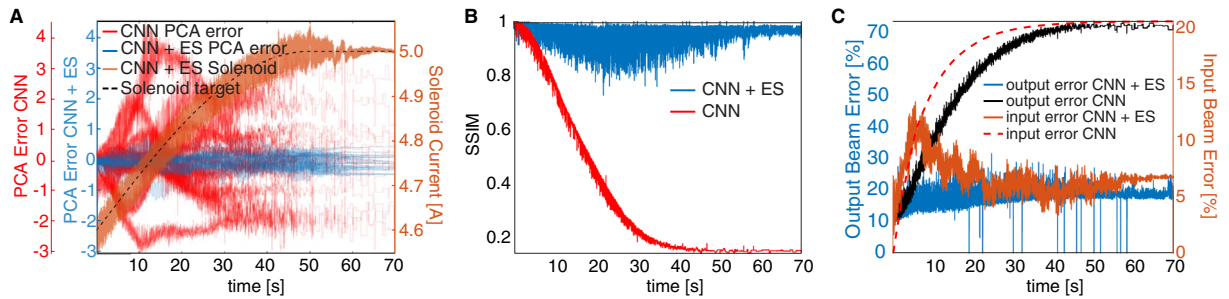 A
PCA Error CNN
4
3
2
1
0
-1
-2
-3
PCA Error CNN + ES
4
3
2
1
0
-1
-2
-3
CNN PCA error
CNN + ES PCA error
CNN + ES Solenoid
Solenoid target
5.0
4.9
4.8
4.7
4.6
Solenoid Current [A]
10 20 30 40 50 60 70
time [s]
B
SSIM
1
0.8
0.6
0.4
0.2
CNN + ES
CNN
10 20 30 40 50 60 70
time [s]
C
Output Beam Error [%]
70
60
50
40
30
20
10
0
output error CNN + ES
output error CNN
input error CNN + ES
input error CNN
20
15
10
5
0
Input Beam Error [%]
10 20 30 40 50 60 70
time [s]